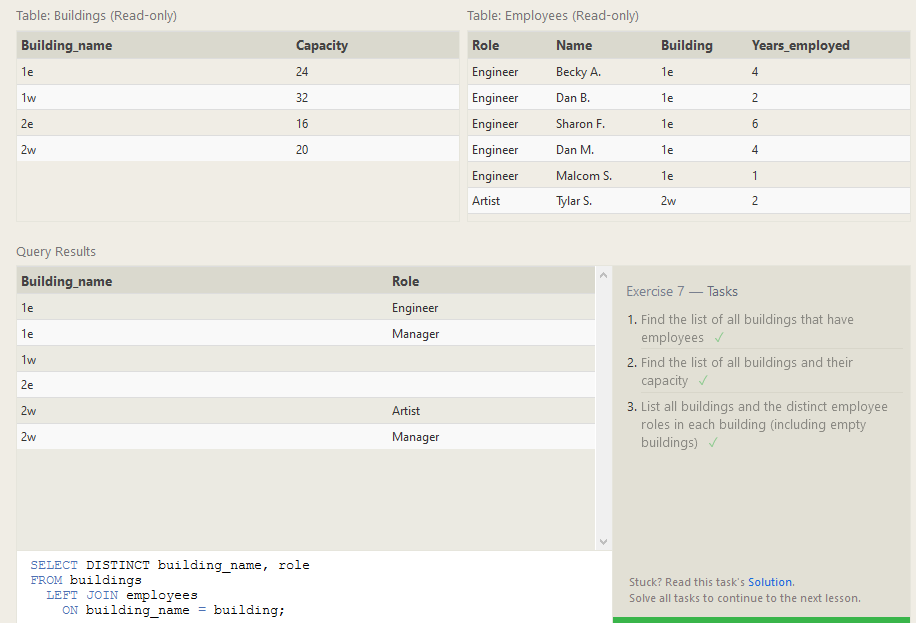 Table: Buildings (Read-only)
Building_name Capacity
1e 24
1w 32
2e 16
2w 20
Table: Employees (Read-only)
Role Name Building Years_employed
Engineer Becky A. 1e 4
Engineer Dan B. 1e 2
Engineer Sharon F. 1e 6
Engineer Dan M. 1e 4
Engineer Malcom S. 1e 1
Artist Tylar S. 2w 2
Query Results
Building_name Role
1e Engineer
1e Manager
1w
2e
2w Artist
2w Manager
SELECT DISTINCT building_name, role
FROM buildings
LEFT JOIN employees
ON building_name = building;
Exercise 7 — Tasks
1. Find the list of all buildings that have
employees ✓
2. Find the list of all buildings and their
capacity ✓
3. List all buildings and the distinct employee
roles in each building (including empty
buildings) ✓
Stuck? Read this task's Solution.
Solve all tasks to continue to the next lesson.